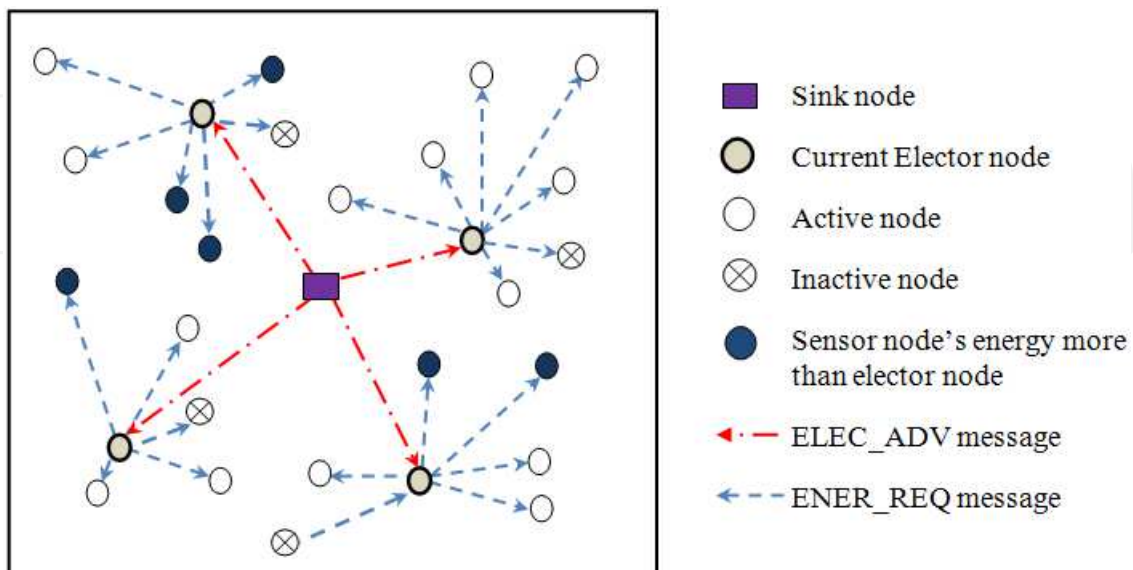 Sink node
Current Elector node
Active node
Inactive node
Sensor node’s energy more
than elector node
ELEC_ADV message
ENER_REQ message